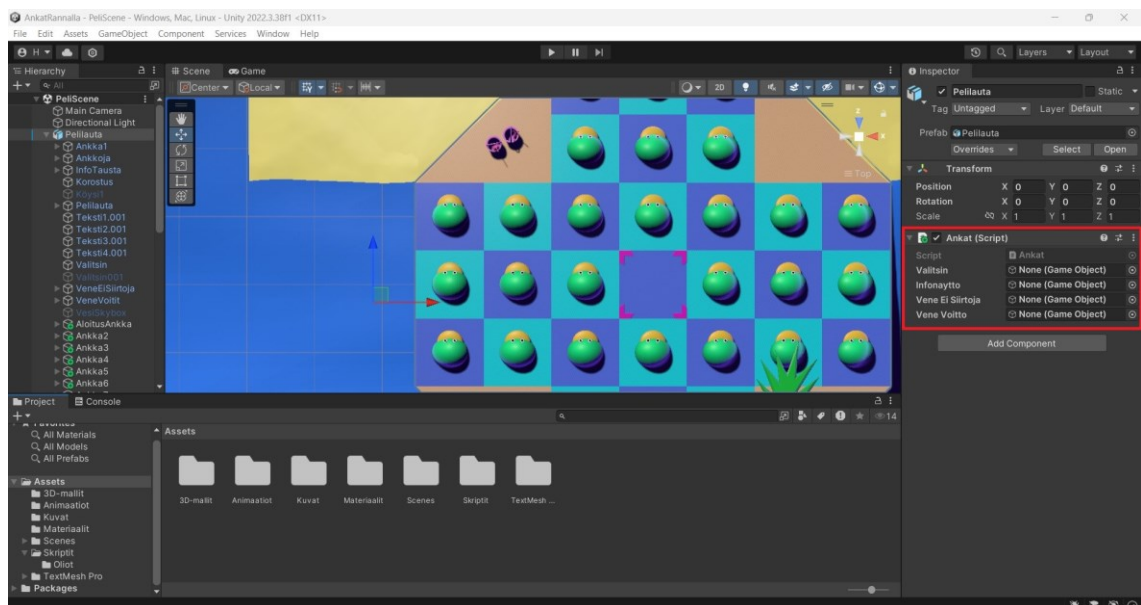 AnkatRannalla - PeliScene - Windows, Mac, Linux - Unity 2022.3.38f1 <DX11>
File Edit Assets GameObject Component Services Window Help
H Layers Layout
Hierarchy
All
PeliScene
Main Camera
Directional Light
Pelilauta
Ankka1
Ankkoja
InfoTausta
Korostus
Köysi1
Pelilauta
Teksti1.001
Teksti2.001
Teksti3.001
Teksti4.001
Valitsin
Valitsin001
VeneEiSiirtoja
VeneVoitit
VesiSkybox
AloitusAnkka
Ankka2
Ankka3
Ankka4
Ankka5
Ankka6
Scene Game
Center Local 2D
z
x
Top
Inspector
Pelilauta Static
Tag Untagged Layer Default
Prefab Pelilauta
Overrides Select Open
Transform
Position X 0 Y 0 Z 0
Rotation X 0 Y 0 Z 0
Scale X 1 Y 1 Z 1
Ankat (Script)
Script Ankat
Valitsin None (Game Object)
Infonaytto None (Game Object)
Vene Ei Siirtoja None (Game Object)
Vene Voitto None (Game Object)
Add Component
Project Console
14
Favorites
All Materials
All Models
All Prefabs
Assets
3D-mallit
Animaatiot
Kuvat
Materiaalit
Scenes
Skriptit
Oliot
TextMesh Pro
Packages
Assets
3D-mallit Animaatiot Kuvat Materiaalit Scenes Skriptit TextMesh ...